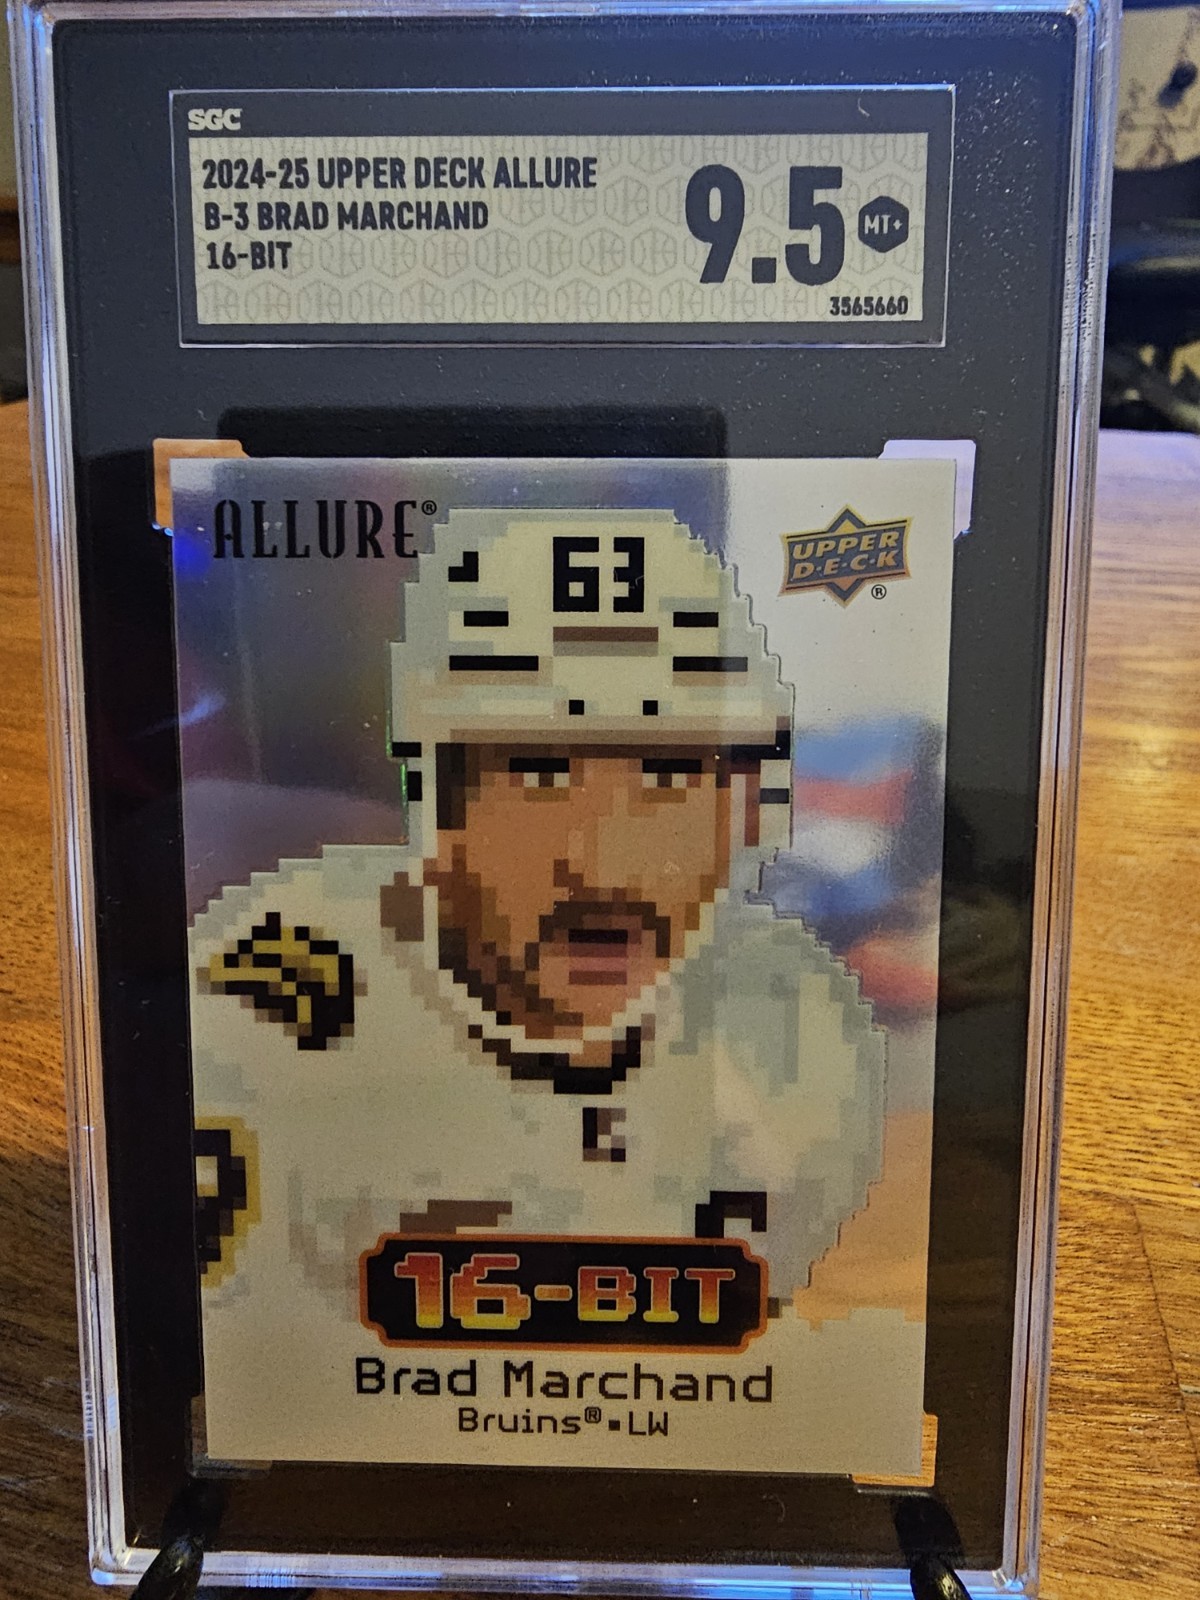 SGC
2024-25 UPPER DECK ALLURE
B-3 BRAD MARCHAND
16-BIT
9.5
MT+
3565660
ALLURE®
UPPER
D·E·C·K
®
63
C
16-BIT
Brad Marchand
Bruins®▪LW